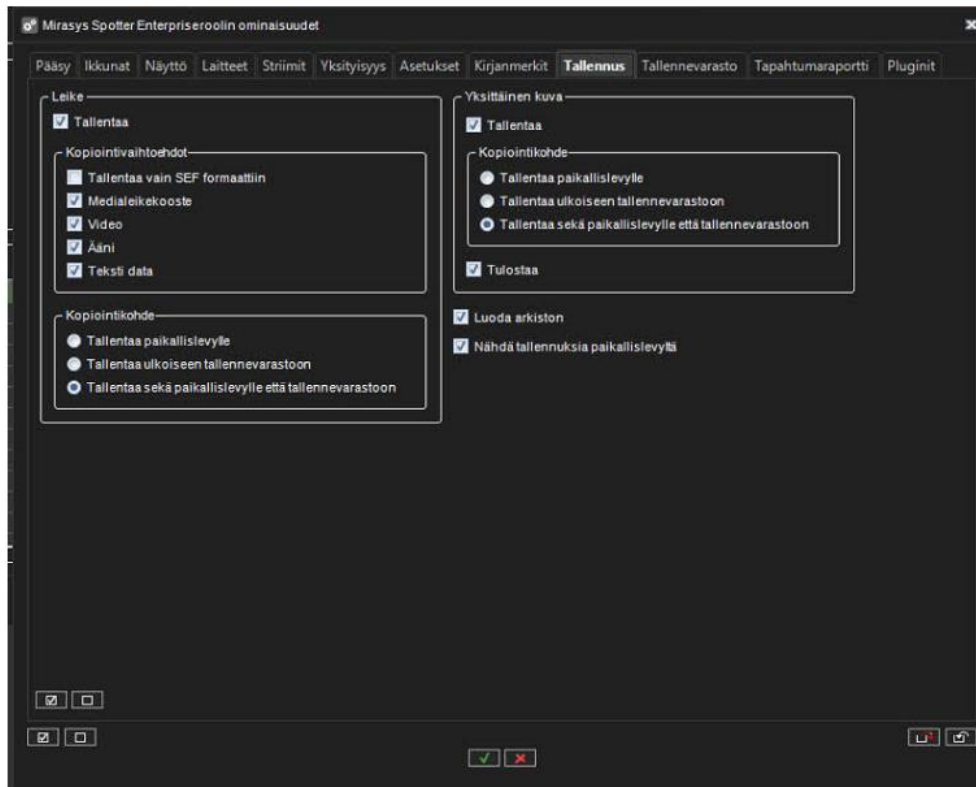 Mirasys Spotter Enterpriseroolin ominaisuudet
Pääsy Ikkunat Näyttö Laitteet Striimit Yksityisyys Asetukset Kirjanmerkit Tallennus Tallennevarasto Tapahtumaraportti Pluginit
Leike
Tallentaa
Kopiointivaihtoehdot
Tallentaa vain SEF formaattiin
Medialeikekooste
Video
Ääni
Teksti data
Kopiointikohde
Tallentaa paikallislevylle
Tallentaa ulkoiseen tallennevarastoon
Tallentaa sekä paikallislevylle että tallennevarastoon
Yksittäinen kuva
Tallentaa
Kopiointikohde
Tallentaa paikallislevylle
Tallentaa ulkoiseen tallennevarastoon
Tallentaa sekä paikallislevylle että tallennevarastoon
Tulostaa
Luoda arkiston
Nähdä tallennuksia paikallislevyltä